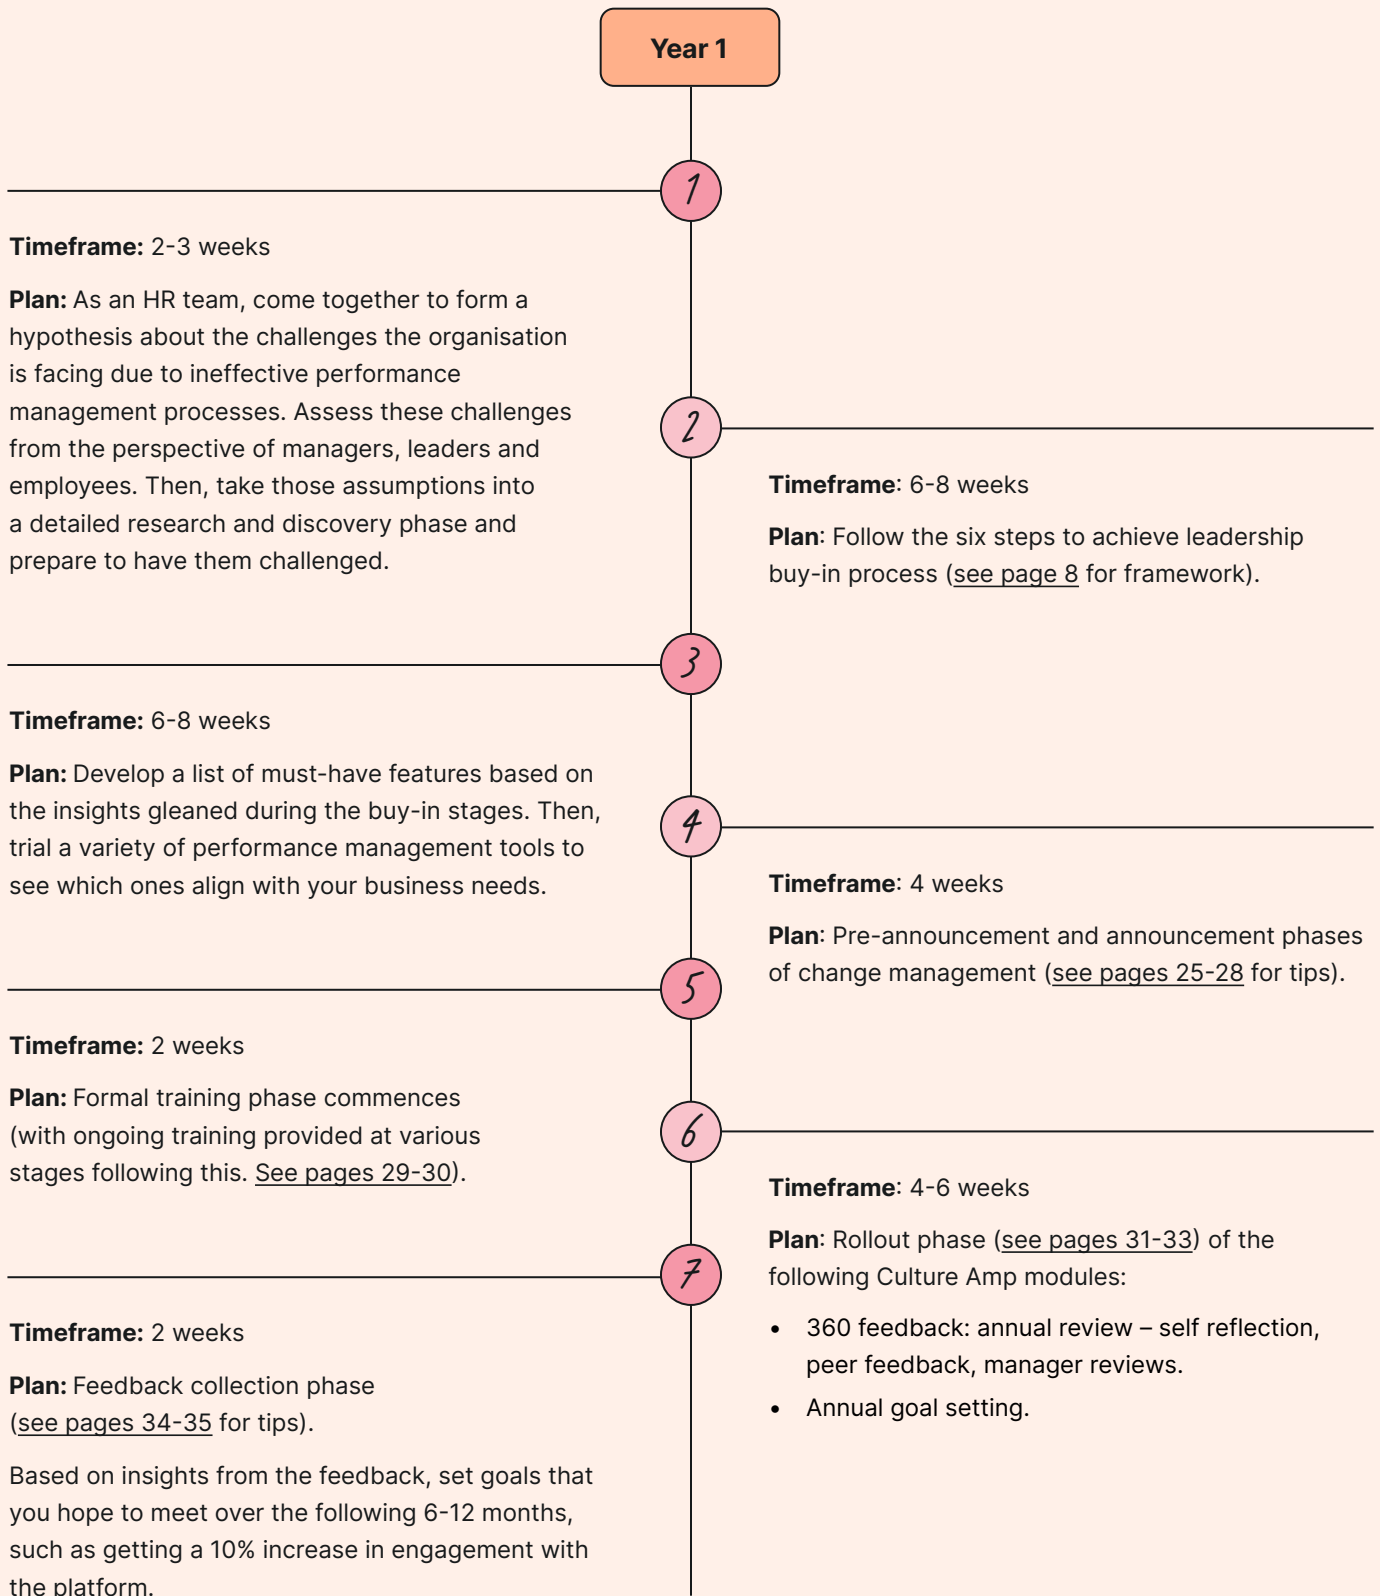 Year 1
1
Timeframe: 2-3 weeks
Plan: As an HR team, come together to form a
hypothesis about the challenges the organisation
is facing due to ineffective performance
management processes. Assess these challenges
from the perspective of managers, leaders and
employees. Then, take those assumptions into
a detailed research and discovery phase and
prepare to have them challenged.
2
Timeframe: 6-8 weeks
Plan: Follow the six steps to achieve leadership
buy-in process (see page 8 for framework).
3
Timeframe: 6-8 weeks
Plan: Develop a list of must-have features based on
the insights gleaned during the buy-in stages. Then,
trial a variety of performance management tools to
see which ones align with your business needs.
4
Timeframe: 4 weeks
Plan: Pre-announcement and announcement phases
of change management (see pages 25-28 for tips).
5
Timeframe: 2 weeks
Plan: Formal training phase commences
(with ongoing training provided at various
stages following this. See pages 29-30).
6
Timeframe: 4-6 weeks
Plan: Rollout phase (see pages 31-33) of the
following Culture Amp modules:
• 360 feedback: annual review – self reflection,
peer feedback, manager reviews.
• Annual goal setting.
7
Timeframe: 2 weeks
Plan: Feedback collection phase
(see pages 34-35 for tips).
Based on insights from the feedback, set goals that
you hope to meet over the following 6-12 months,
such as getting a 10% increase in engagement with
the platform.